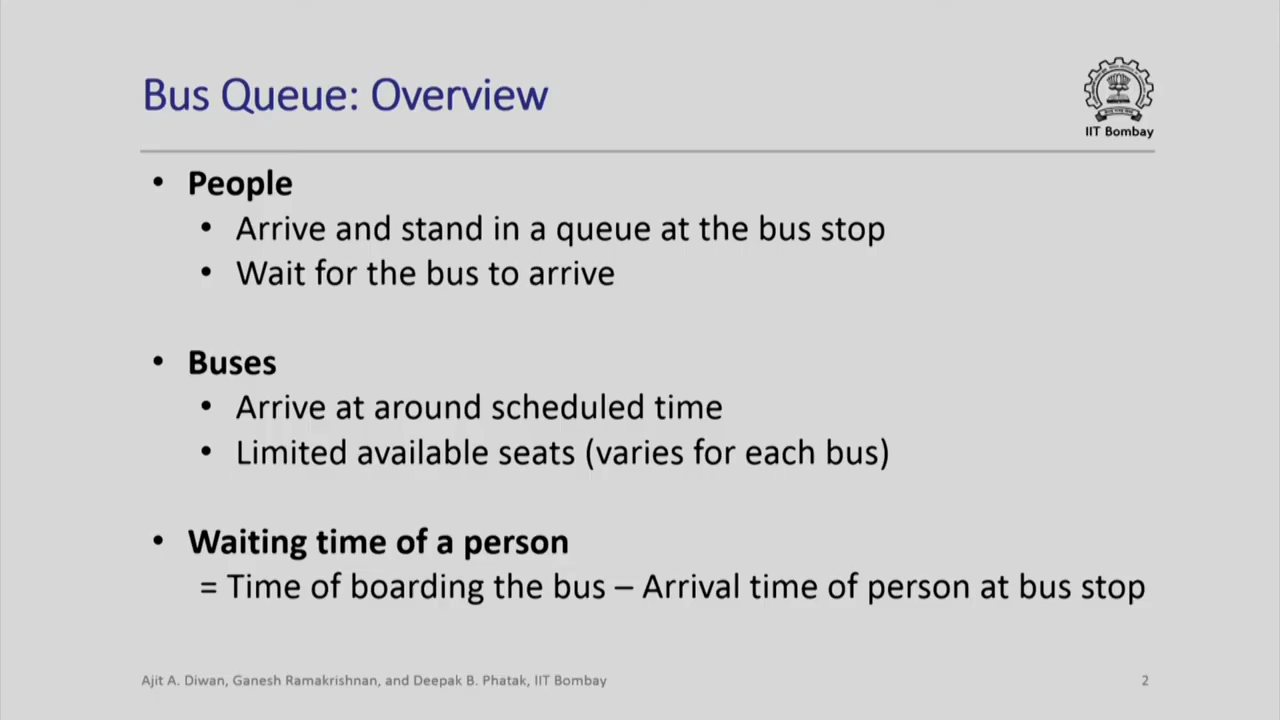 Bus Queue: Overview
IIT Bombay
• People
• Arrive and stand in a queue at the bus stop
• Wait for the bus to arrive
• Buses
• Arrive at around scheduled time
• Limited available seats (varies for each bus)
• Waiting time of a person
= Time of boarding the bus – Arrival time of person at bus stop
Ajit A. Diwan, Ganesh Ramakrishnan, and Deepak B. Phatak, IIT Bombay
2